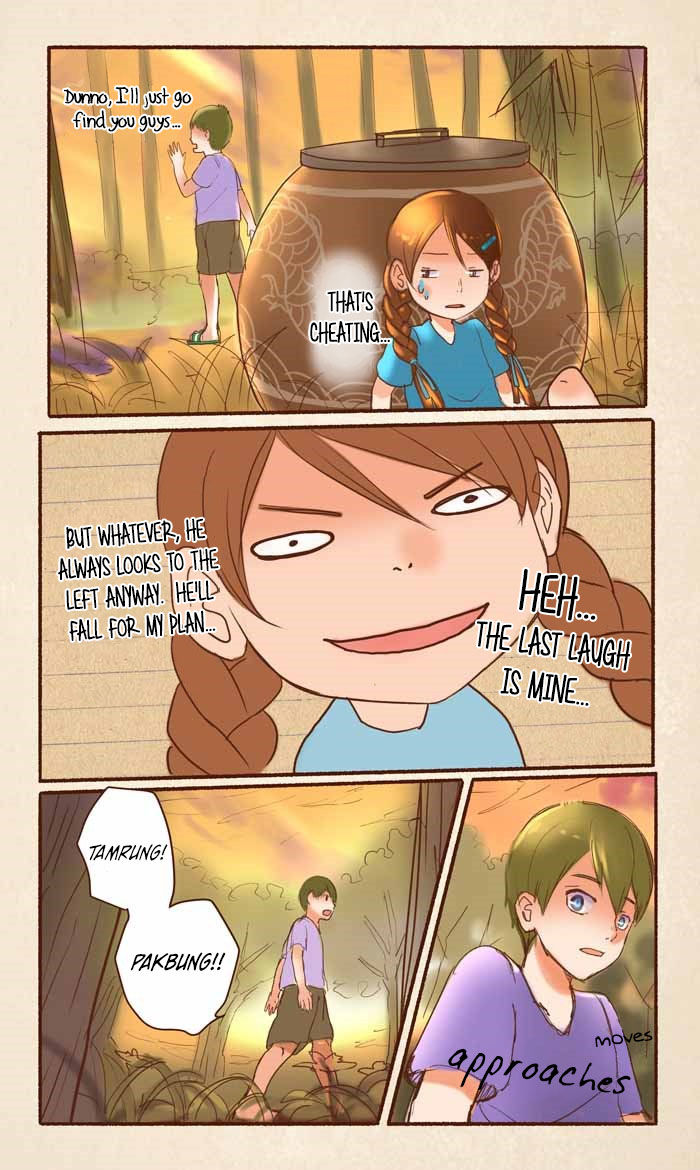 Dunno, I'll just go
find you guys...
THAT'S
CHEATING...
BUT WHATEVER, HE
ALWAYS LOOKS TO THE
LEFT ANYWAY. HE'LL
FALL FOR MY PLAN...
HEH...
THE LAST LAUGH
IS MINE...
TAMRUNG!
PAKBUNG!!
moves
approaches